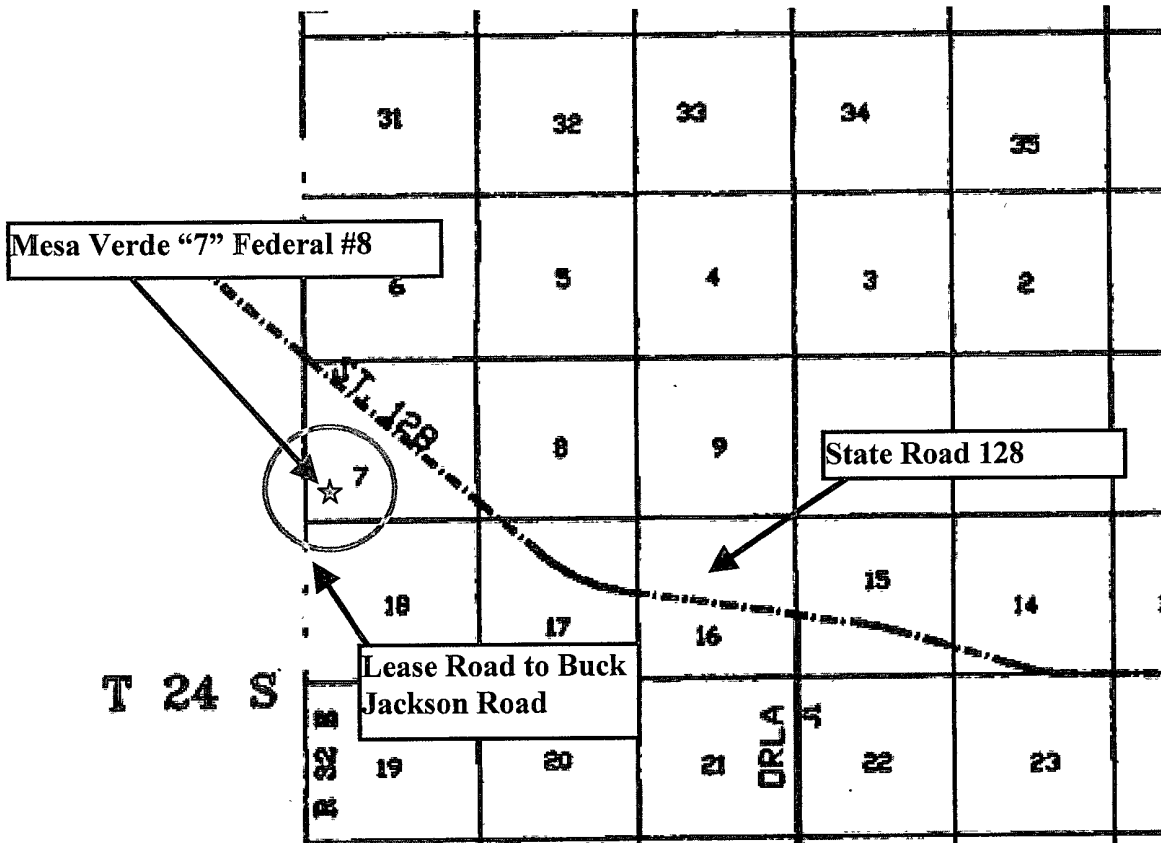 31 32 33 34 35
Mesa Verde “7” Federal #8
6 5 4 3 2
ST. 128
7 8 9
State Road 128
18 17 16 15 14
Lease Road to Buck
Jackson Road
T 24 S
R 32 E
19 20 21 22 23
ORLA